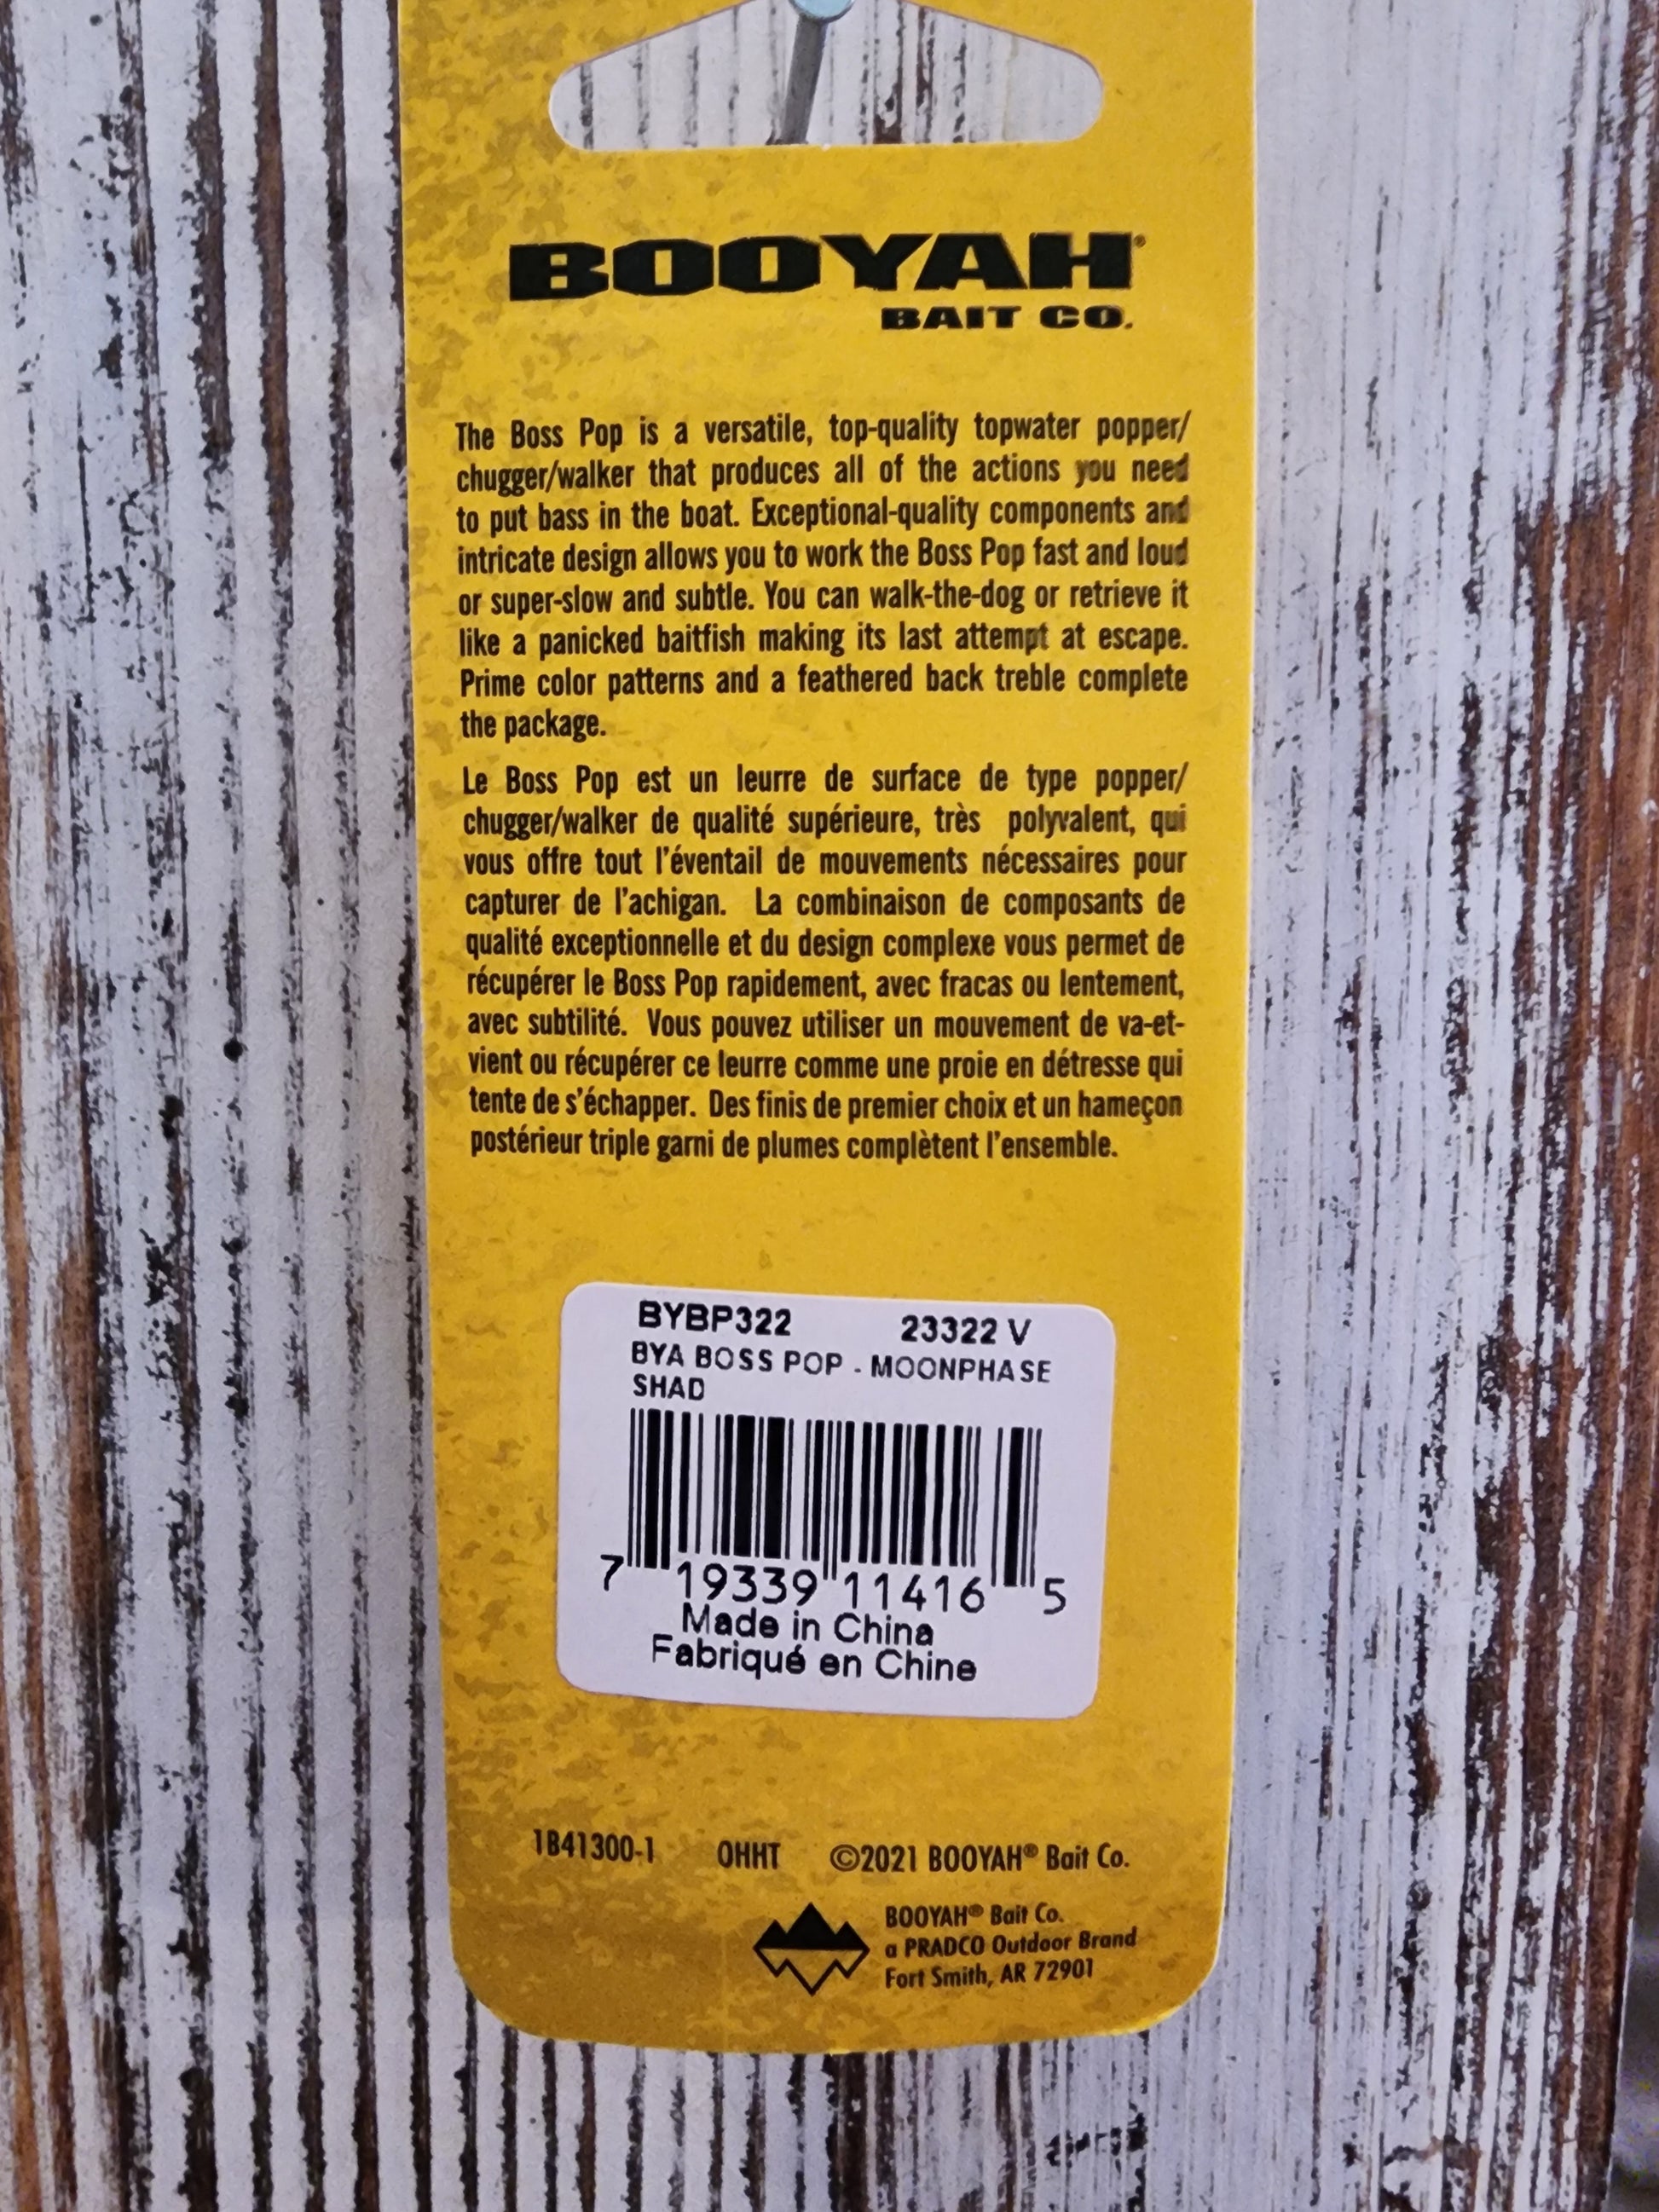 BOOYAH®
BAIT CO.
The Boss Pop is a versatile, top-quality topwater popper/
chugger/walker that produces all of the actions you need
to put bass in the boat. Exceptional-quality components and
intricate design allows you to work the Boss Pop fast and loud
or super-slow and subtle. You can walk-the-dog or retrieve it
like a panicked baitfish making its last attempt at escape.
Prime color patterns and a feathered back treble complete
the package.
Le Boss Pop est un leurre de surface de type popper/
chugger/walker de qualité supérieure, très polyvalent, qui
vous offre tout l'éventail de mouvements nécessaires pour
capturer de l'achigan. La combinaison de composants de
qualité exceptionnelle et du design complexe vous permet de
récupérer le Boss Pop rapidement, avec fracas ou lentement,
avec subtilité. Vous pouvez utiliser un mouvement de va-et-
vient ou récupérer ce leurre comme une proie en détresse qui
tente de s'échapper. Des finis de premier choix et un hameçon
postérieur triple garni de plumes complètent l'ensemble.
BYBP322 23322 V
BYA BOSS POP - MOONPHASE
SHAD
7 19339 11416 5
Made in China
Fabriqué en Chine
1B41300-1 OHHT ©2021 BOOYAH® Bait Co.
BOOYAH® Bait Co.
a PRADCO Outdoor Brand
Fort Smith, AR 72901